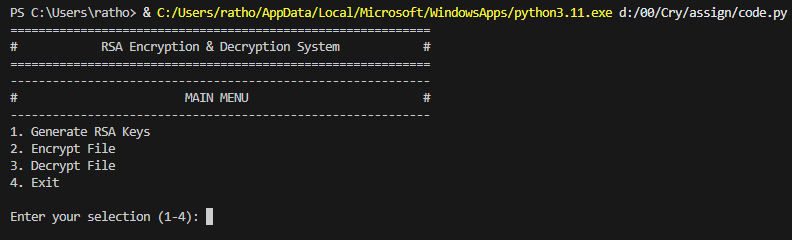 PS C:\Users\ratho> & C:/Users/ratho/AppData/Local/Microsoft/WindowsApps/python3.11.exe d:/00/Cry/assign/code.py
============================================================
#            RSA Encryption & Decryption System            #
============================================================
------------------------------------------------------------
#                        MAIN MENU                         #
------------------------------------------------------------
1. Generate RSA Keys
2. Encrypt File
3. Decrypt File
4. Exit
Enter your selection (1-4):